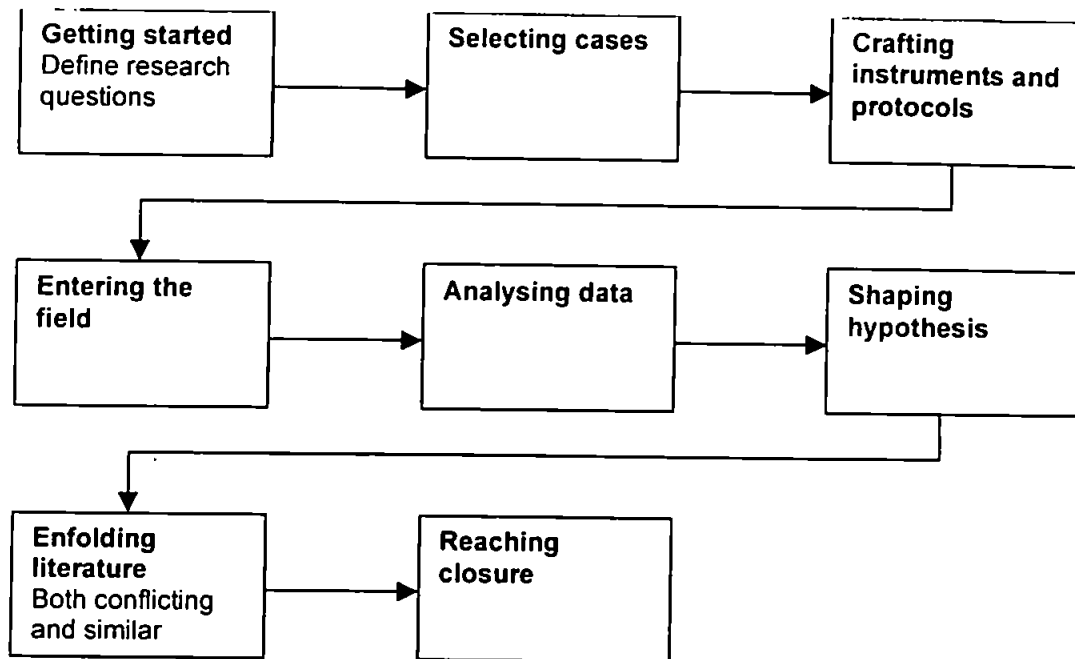 Getting started
Define research
questions
Selecting cases
Crafting
instruments and
protocols
Entering the
field
Analysing data
Shaping
hypothesis
Enfolding
literature
Both conflicting
and similar
Reaching
closure